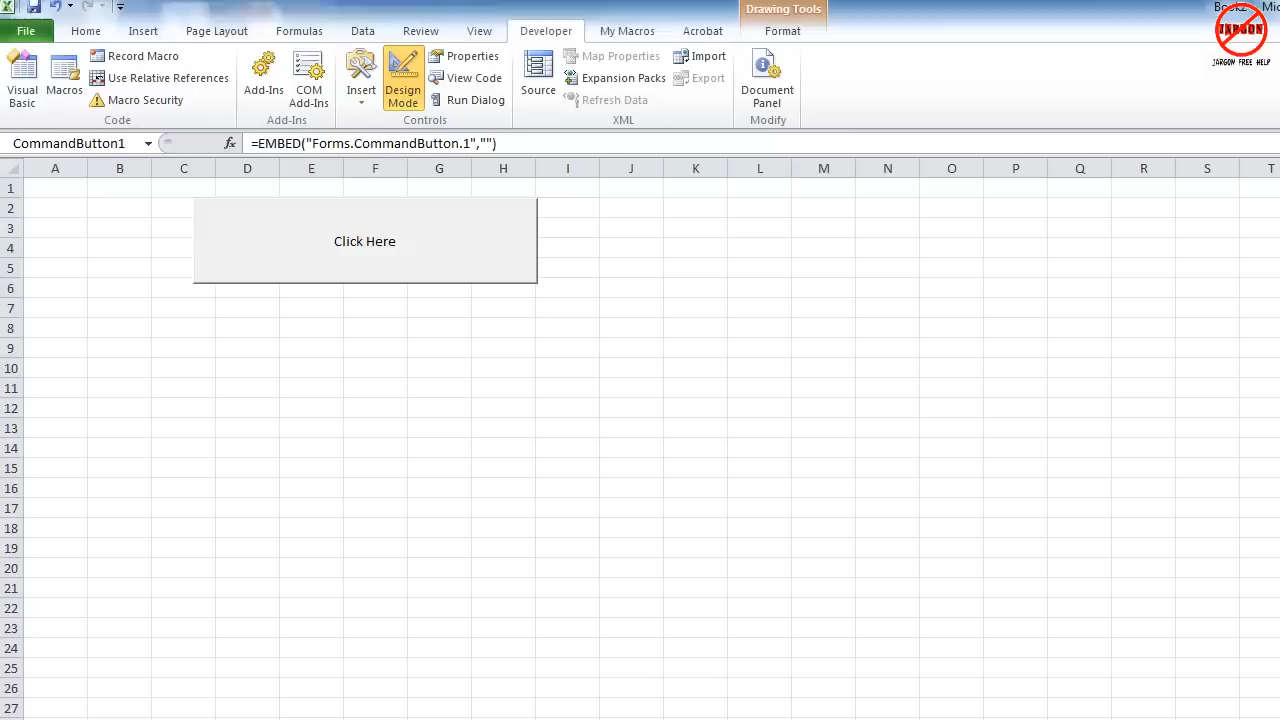 Drawing Tools
File Home Insert Page Layout Formulas Data Review View My Macros Acrobat Format
Visual Basic
Macros
Record Macro
Use Relative References
Macro Security
Code
Add-Ins
COM Add-Ins
Add-Ins
Insert
Design Mode
Properties
View Code
Run Dialog
Controls
Source
Map Properties
Expansion Packs
Refresh Data
Import
Export
XML
Document Panel
Modify
JARGON
JARGON FREE HELP
CommandButton1 fx =EMBED("Forms.CommandButton.1","")
A B C D E F G H I J K L M N O P Q R S T
1
2
3
Click Here
4
5
6
7
8
9
10
11
12
13
14
15
16
17
18
19
20
21
22
23
24
25
26
27